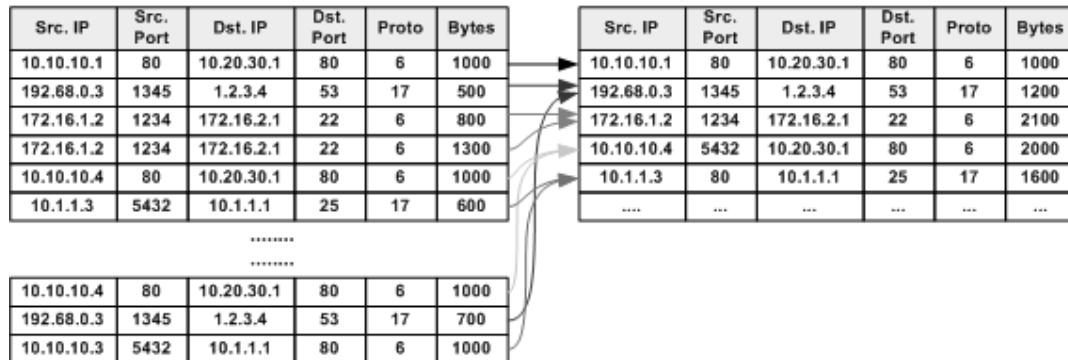 Src. IP Src. Port Dst. IP Dst. Port Proto Bytes
10.10.10.1 80 10.20.30.1 80 6 1000
192.68.0.3 1345 1.2.3.4 53 17 500
172.16.1.2 1234 172.16.2.1 22 6 800
172.16.1.2 1234 172.16.2.1 22 6 1300
10.10.10.4 80 10.20.30.1 80 6 1000
10.1.1.3 5432 10.1.1.1 25 17 600
........
........
10.10.10.4 80 10.20.30.1 80 6 1000
192.68.0.3 1345 1.2.3.4 53 17 700
10.10.10.3 5432 10.1.1.1 80 6 1000
Src. IP Src. Port Dst. IP Dst. Port Proto Bytes
10.10.10.1 80 10.20.30.1 80 6 1000
192.68.0.3 1345 1.2.3.4 53 17 1200
172.16.1.2 1234 172.16.2.1 22 6 2100
10.10.10.4 5432 10.20.30.1 80 6 2000
10.1.1.3 80 10.1.1.1 25 17 1600
.... ... ... ... ... ...